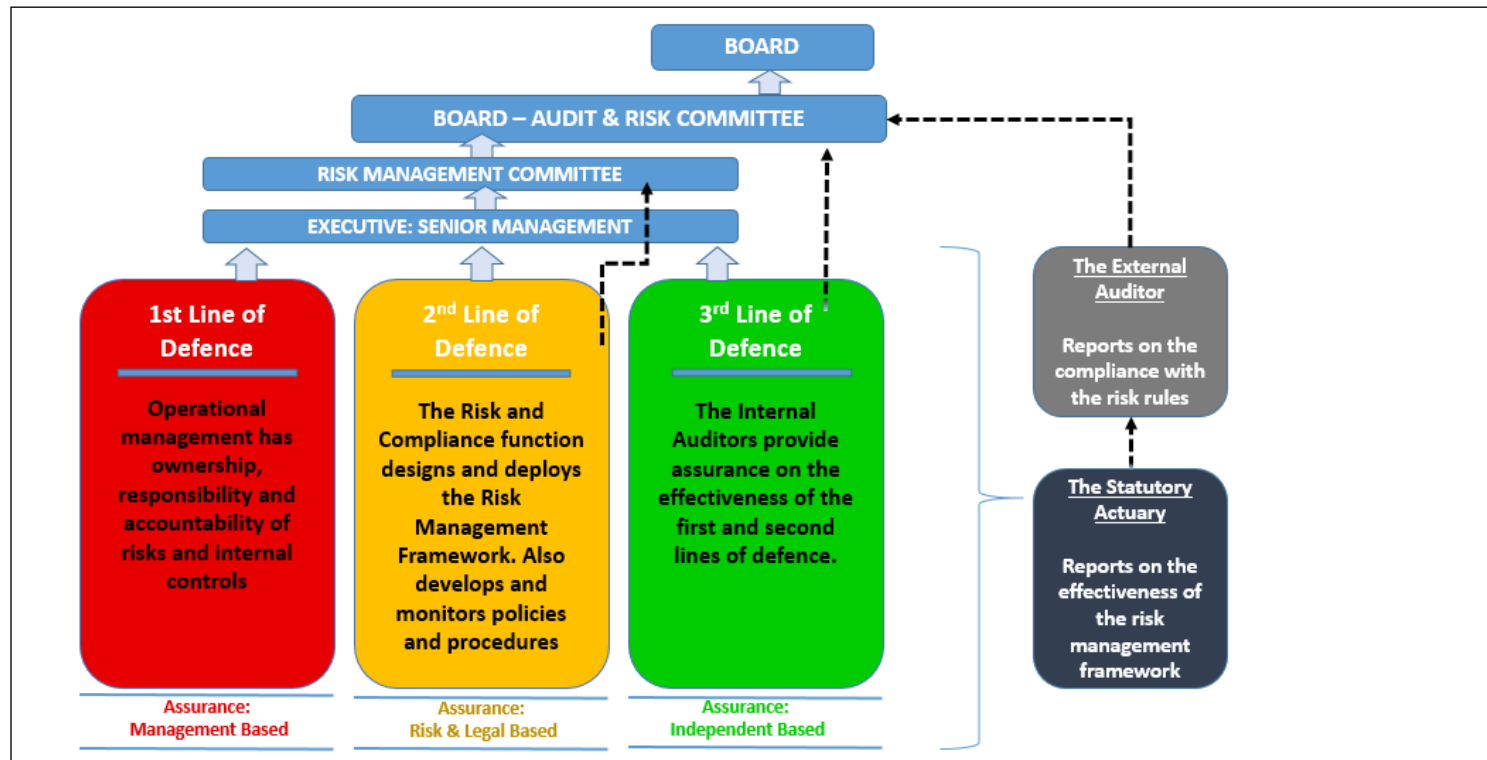 BOARD
BOARD – AUDIT & RISK COMMITTEE
RISK MANAGEMENT COMMITTEE
EXECUTIVE: SENIOR MANAGEMENT
1st Line of
Defence
Operational
management has
ownership,
responsibility and
accountability of
risks and internal
controls
Assurance:
Management Based
2nd Line of
Defence
The Risk and
Compliance function
designs and deploys
the Risk
Management
Framework. Also
develops and
monitors policies
and procedures
Assurance:
Risk & Legal Based
3rd Line of
Defence
The Internal
Auditors provide
assurance on the
effectiveness of the
first and second
lines of defence.
Assurance:
Independent Based
The External
Auditor
Reports on the
compliance with
the risk rules
The Statutory
Actuary
Reports on the
effectiveness of
the risk
management
framework